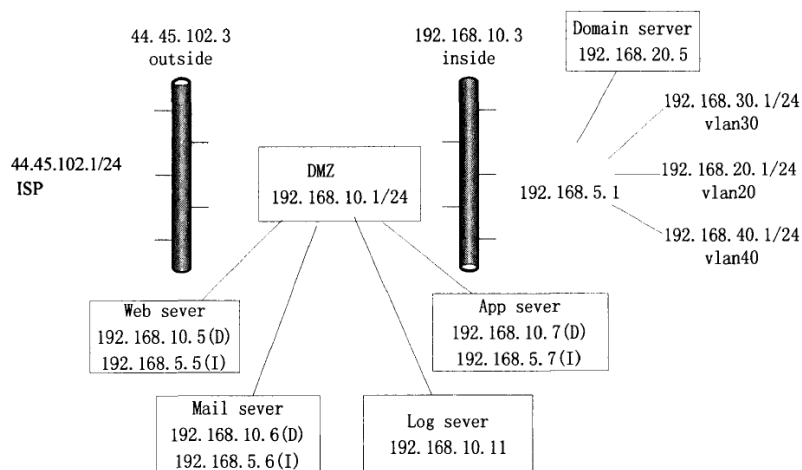 44.45.102.3
outside
192.168.10.3
inside
Domain server
192.168.20.5
192.168.30.1/24
vlan30
44.45.102.1/24
ISP
DMZ
192.168.10.1/24
192.168.5.1
192.168.20.1/24
vlan20
192.168.40.1/24
vlan40
Web sever
192.168.10.5(D)
192.168.5.5(I)
App sever
192.168.10.7(D)
192.168.5.7(I)
Mail sever
192.168.10.6(D)
192.168.5.6(I)
Log sever
192.168.10.11